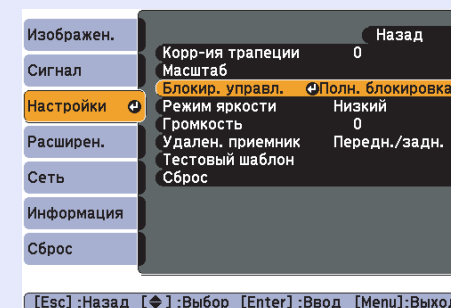 Изображен.
Сигнал
Настройки
Расширен.
Сеть
Информация
Сброс
Назад
Корр-ия трапеции 0
Масштаб
Блокир. управл. Полн. блокировка
Режим яркости Низкий
Громкость 0
Удален. приемник Передн./задн.
Тестовый шаблон
Сброс
[Esc] :Назад [ ] :Выбор [Enter] :Ввод [Menu]:Выход